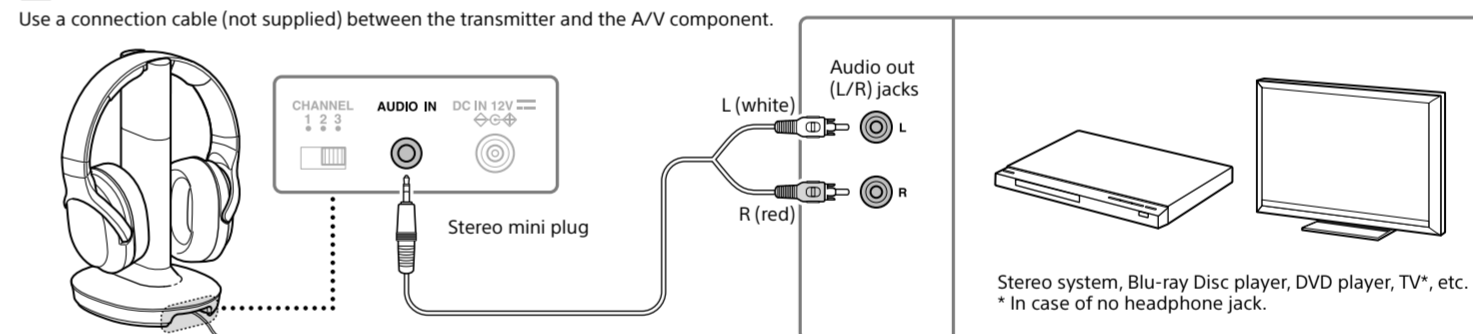 Use a connection cable (not supplied) between the transmitter and the A/V component.
CHANNEL
1 2 3
AUDIO IN
DC IN 12V
Stereo mini plug
L (white)
R (red)
Audio out
(L/R) jacks
L
R
Stereo system, Blu-ray Disc player, DVD player, TV*, etc.
* In case of no headphone jack.